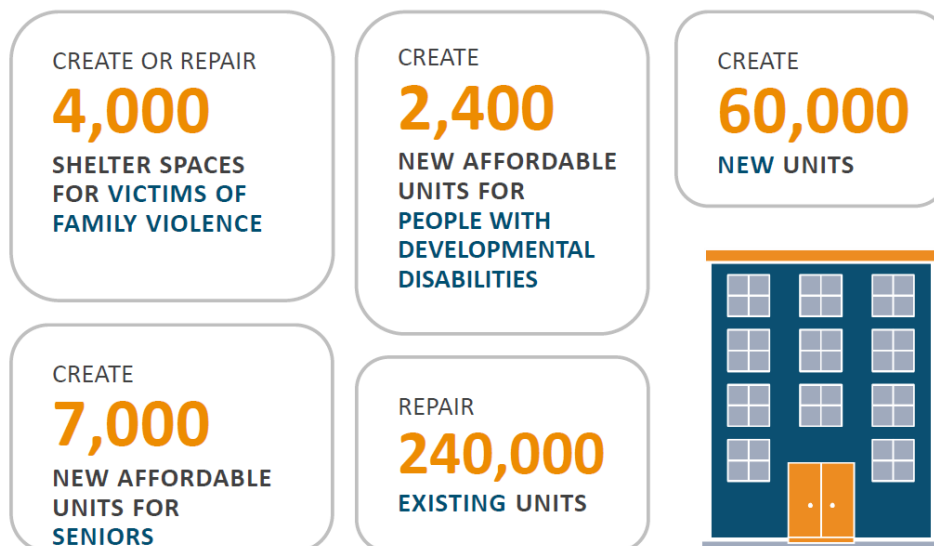 CREATE OR REPAIR
4,000
SHELTER SPACES
FOR VICTIMS OF
FAMILY VIOLENCE
CREATE
2,400
NEW AFFORDABLE
UNITS FOR
PEOPLE WITH
DEVELOPMENTAL
DISABILITIES
CREATE
60,000
NEW UNITS
CREATE
7,000
NEW AFFORDABLE
UNITS FOR
SENIORS
REPAIR
240,000
EXISTING UNITS